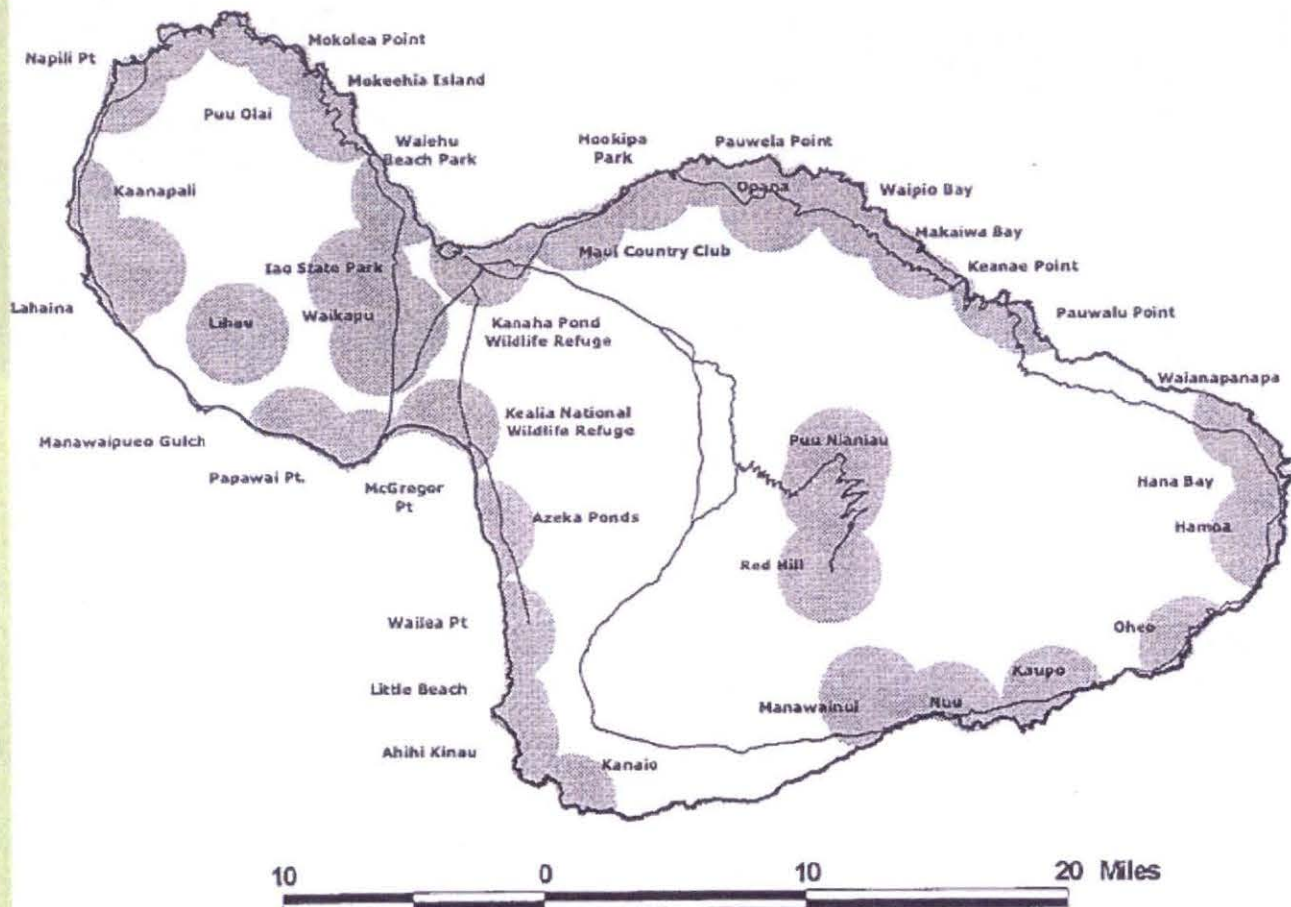 Mokolea Point
Napili Pt
Mokeehia Island
Puu Olai
Waiehu
Beach Park
Hookipa
Park
Pauwela Point
Kaanapali
Opana
Waipio Bay
Makaiwa Bay
Maui Country Club
Iao State Park
Keanae Point
Lahaina
Lihau
Waikapu
Kanaha Pond
Wildlife Refuge
Pauwalu Point
Waianapanapa
Kealia National
Wildlife Refuge
Manawaipueo Gulch
Puu Nianiau
Papawai Pt.
McGregor
Pt
Hana Bay
Azeka Ponds
Hamoa
Red Hill
Wailea Pt
Oheo
Little Beach
Kaupo
Manawainui
Nuu
Ahihi Kinau
Kanaio
10 0 10 20 Miles